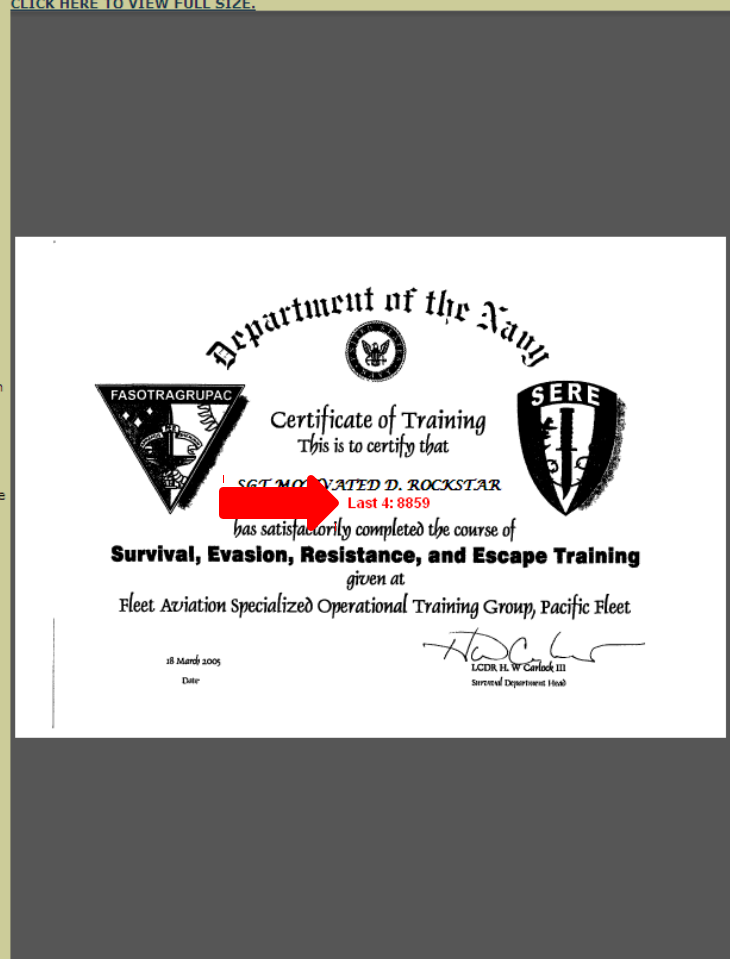 CLICK HERE TO VIEW FULL SIZE.
Department of the Navy
FASOTRAGRUPAC
SERE
Certificate of Training
This is to certify that
SGT MOTIVATED D. ROCKSTAR
Last 4: 8859
has satisfactorily completed the course of
Survival, Evasion, Resistance, and Escape Training
given at
Fleet Aviation Specialized Operational Training Group, Pacific Fleet
18 March 2005
Date
LCDR H. W Carlock III
Survival Department Head